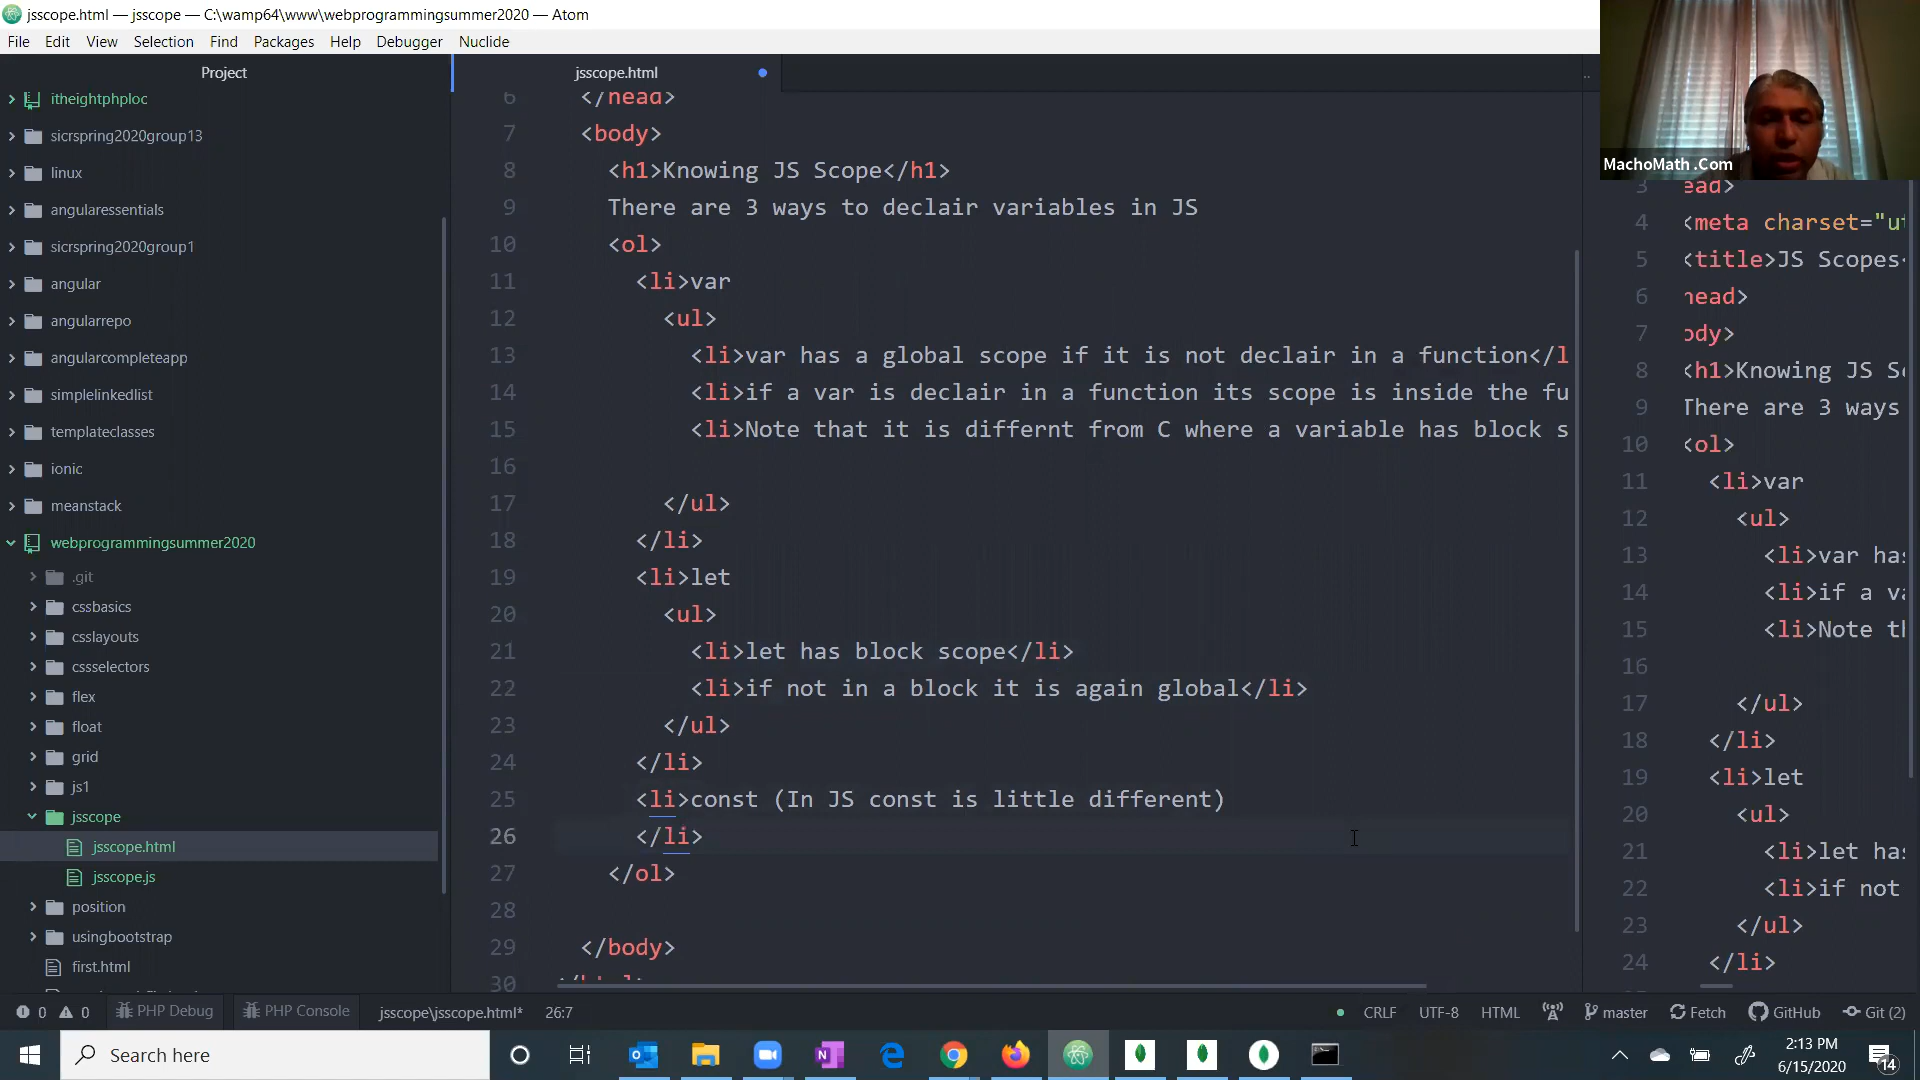 jsscope.html — jsscope — C:\wamp64\www\webprogrammingsummer2020 — Atom
File Edit View Selection Find Packages Help Debugger Nuclide
Project
itheightphploc
sicrspring2020group13
linux
angularessentials
sicrspring2020group1
angular
angularrepo
angularcompleteapp
simplelinkedlist
templateclasses
ionic
meanstack
webprogrammingsummer2020
.git
cssbasics
csslayouts
cssselectors
flex
float
grid
js1
jsscope
jsscope.html
jsscope.js
position
usingbootstrap
first.html
jsscope.html
6 </head>
7 <body>
8 <h1>Knowing JS Scope</h1>
9 There are 3 ways to declair variables in JS
10 <ol>
11 <li>var
12 <ul>
13 <li>var has a global scope if it is not declair in a function</l
14 <li>if a var is declair in a function its scope is inside the fu
15 <li>Note that it is differnt from C where a variable has block s
16
17 </ul>
18 </li>
19 <li>let
20 <ul>
21 <li>let has block scope</li>
22 <li>if not in a block it is again global</li>
23 </ul>
24 </li>
25 <li>const (In JS const is little different)
26 </li>
27 </ol>
28
29 </body>
30
MachoMath .Com
3 ead>
4 <meta charset="ut
5 <title>JS Scopes<
6 head>
7 ody>
8 <h1>Knowing JS Sc
9 There are 3 ways
10 <ol>
11 <li>var
12 <ul>
13 <li>var has
14 <li>if a va
15 <li>Note th
16
17 </ul>
18 </li>
19 <li>let
20 <ul>
21 <li>let has
22 <li>if not
23 </ul>
24 </li>
0 0 PHP Debug PHP Console jsscope\jsscope.html* 26:7 CRLF UTF-8 HTML master Fetch GitHub Git (2)
Search here
2:13 PM
6/15/2020
14